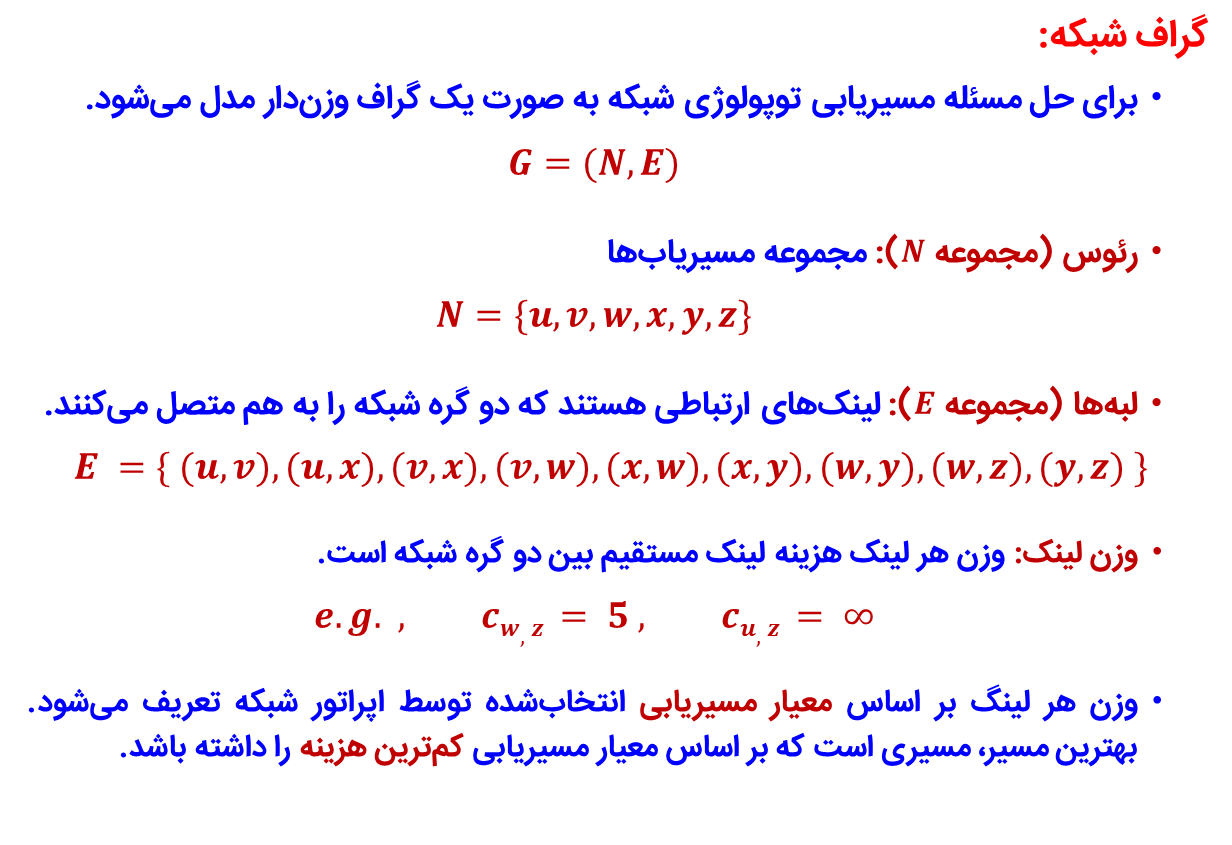 گراف شبکه:
• برای حل مسئله مسیریابی توپولوژی شبکه به صورت یک گراف وزن‌دار مدل می‌شود.
G = (N, E)
• رئوس (مجموعه N): مجموعه مسیریاب‌ها
N = {u, v, w, x, y, z}
• لبه‌ها (مجموعه E): لینک‌های ارتباطی هستند که دو گره شبکه را به هم متصل می‌کنند.
E = { (u, v), (u, x), (v, x), (v, w), (x, w), (x, y), (w, y), (w, z), (y, z) }
• وزن لینک: وزن هر لینک هزینه لینک مستقیم بین دو گره شبکه است.
e.g. , c_{w, z} = 5 , c_{u, z} = ∞
• وزن هر لینگ بر اساس معیار مسیریابی انتخاب‌شده توسط اپراتور شبکه تعریف می‌شود.
بهترین مسیر، مسیری است که بر اساس معیار مسیریابی کم‌ترین هزینه را داشته باشد.